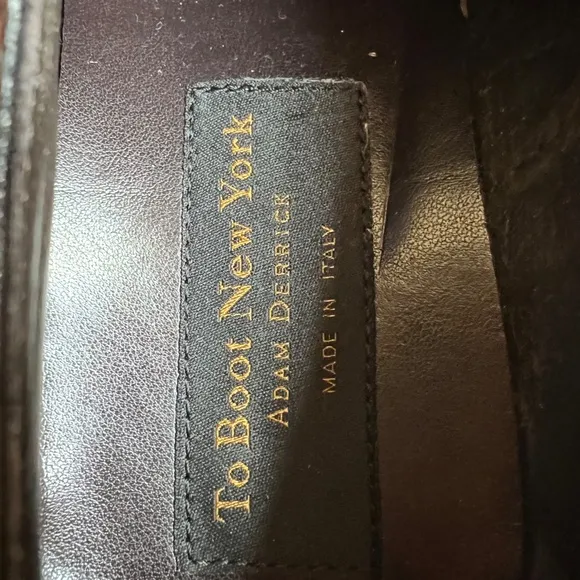 To Boot New York
ADAM DERRICK
MADE IN ITALY